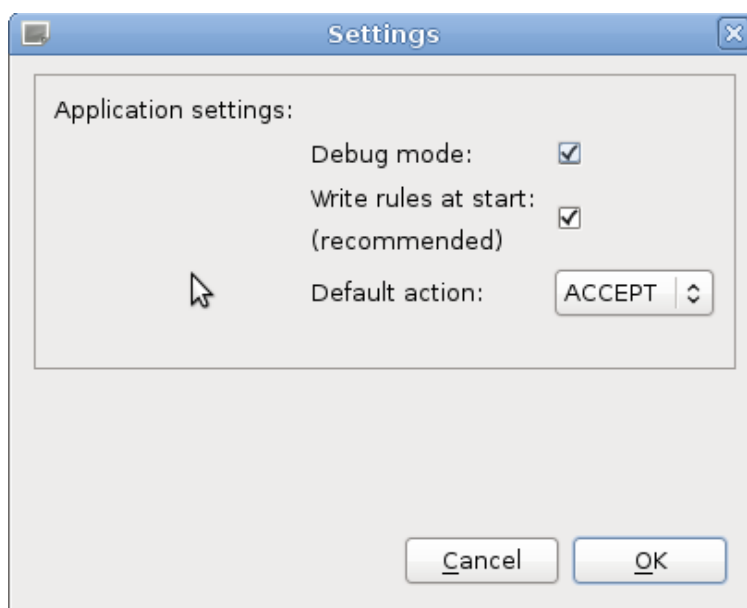 Settings
Application settings:
Debug mode:
Write rules at start:
(recommended)
Default action: ACCEPT
Cancel OK